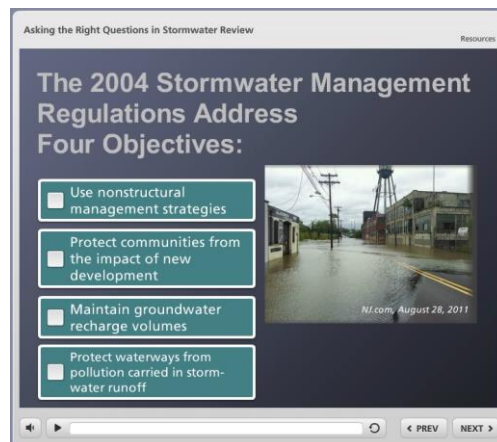 Asking the Right Questions in Stormwater Review
Resources
The 2004 Stormwater Management
Regulations Address
Four Objectives:
Use nonstructural
management strategies
Protect communities from
the impact of new
development
Maintain groundwater
recharge volumes
Protect waterways from
pollution carried in storm-
water runoff
NJ.com, August 28, 2011
< PREV
NEXT >